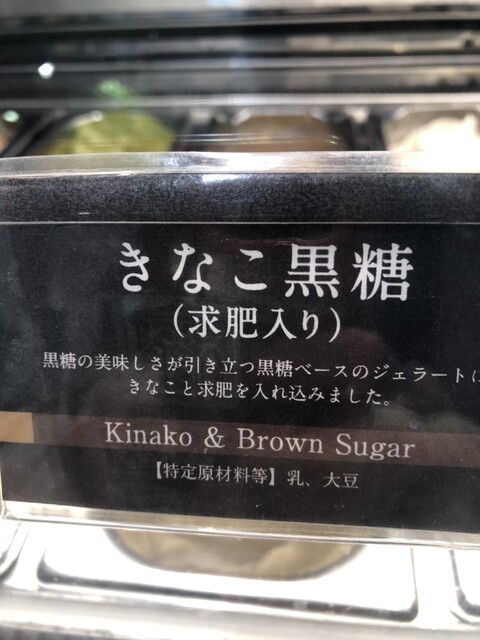 きなこ黒糖
(求肥入り)
黒糖の美味しさが引き立つ黒糖ベースのジェラートに
きなこと求肥を入れ込みました。
Kinako & Brown Sugar
【特定原材料等】乳、大豆